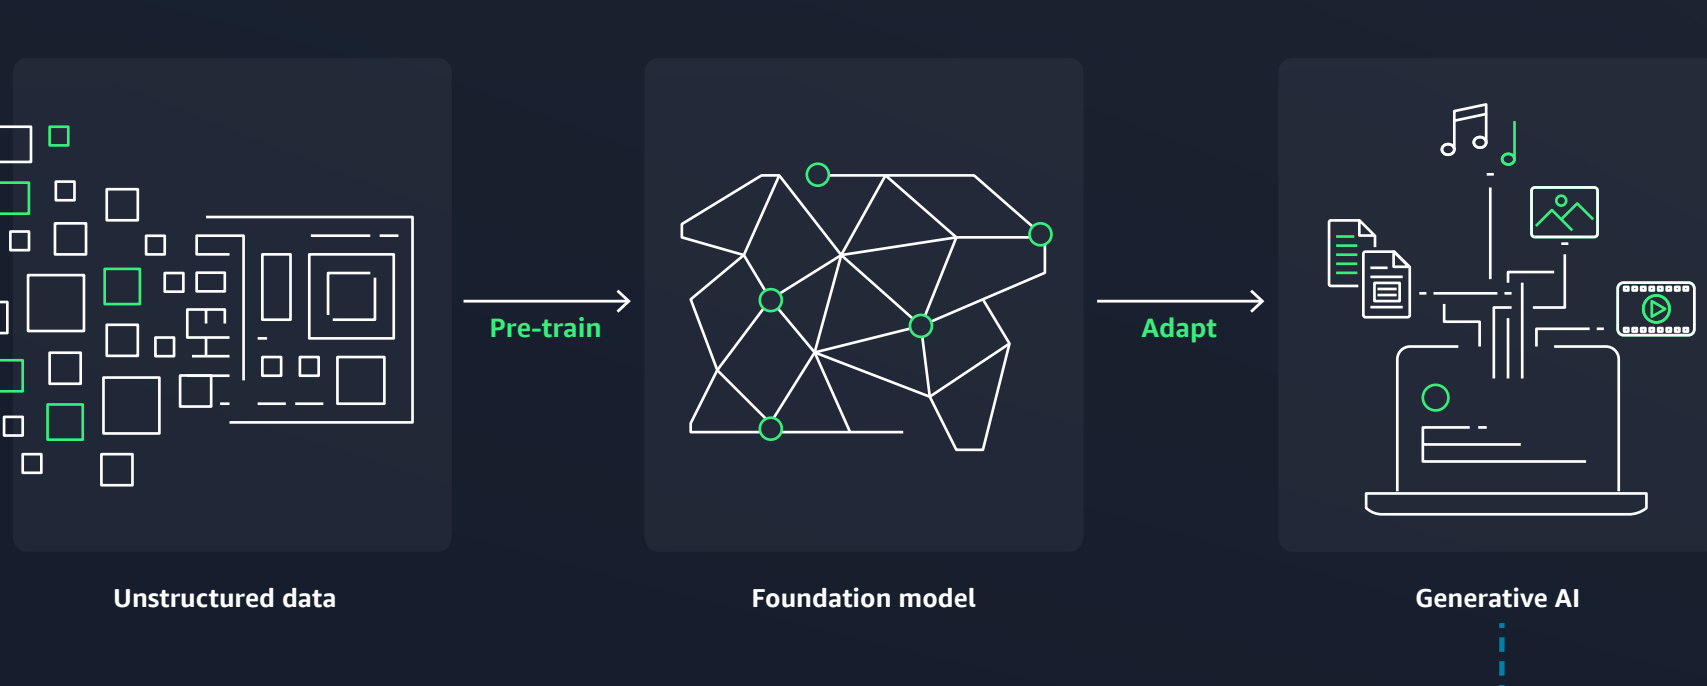 Pre-train
Adapt
Unstructured data
Foundation model
Generative AI